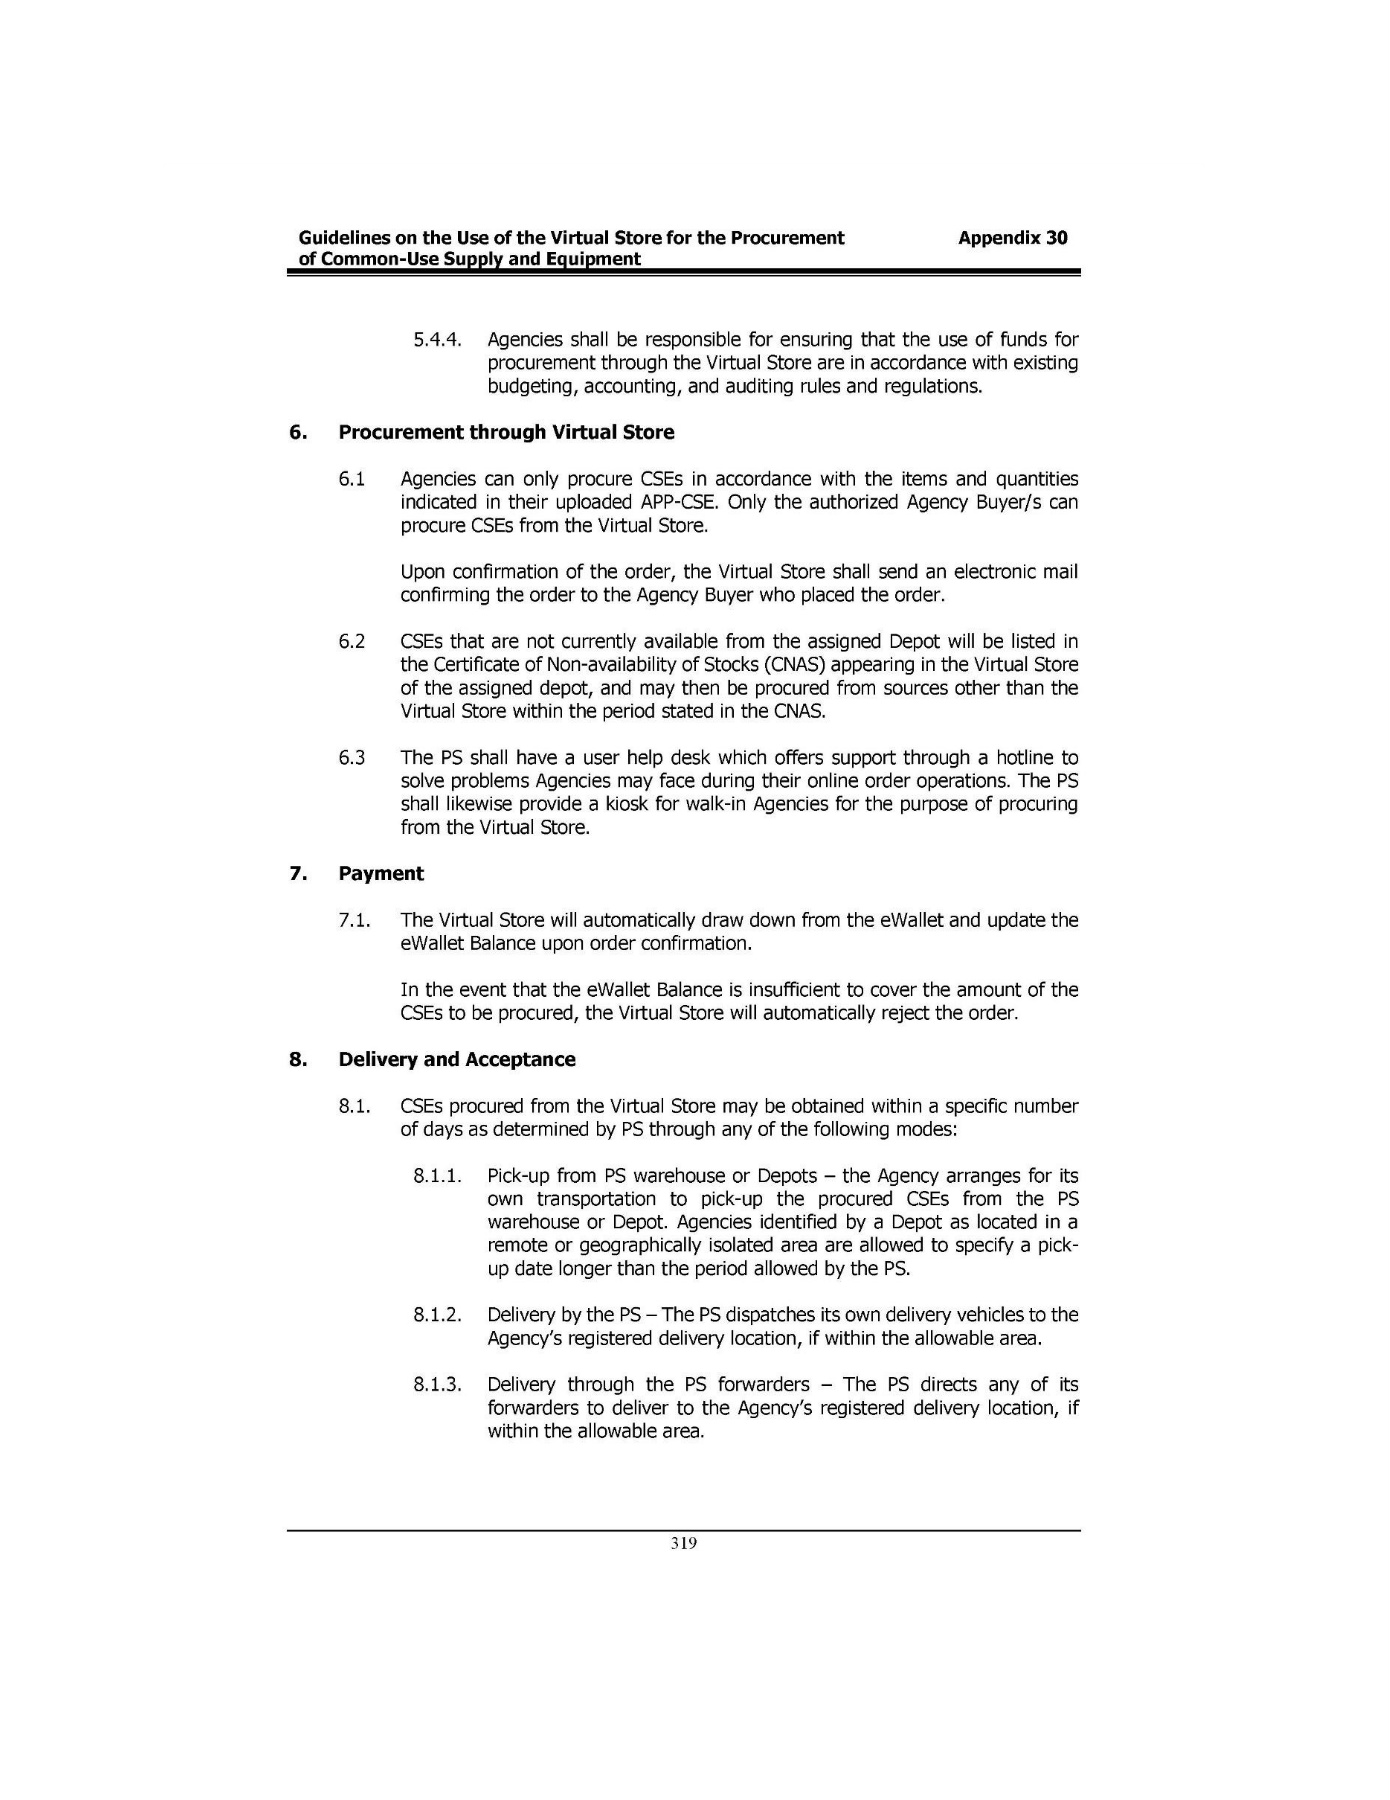 Guidelines on the Use of the Virtual Store for the Procurement Appendix 30
of Common-Use Supply and Equipment
5.4.4. Agencies shall be responsible for ensuring that the use of funds for
procurement through the Virtual Store are in accordance with existing
budgeting, accounting, and auditing rules and regulations.
6. Procurement through Virtual Store
6.1 Agencies can only procure CSEs in accordance with the items and quantities
indicated in their uploaded APP-CSE. Only the authorized Agency Buyer/s can
procure CSEs from the Virtual Store.
Upon confirmation of the order, the Virtual Store shall send an electronic mail
confirming the order to the Agency Buyer who placed the order.
6.2 CSEs that are not currently available from the assigned Depot will be listed in
the Certificate of Non-availability of Stocks (CNAS) appearing in the Virtual Store
of the assigned depot, and may then be procured from sources other than the
Virtual Store within the period stated in the CNAS.
6.3 The PS shall have a user help desk which offers support through a hotline to
solve problems Agencies may face during their online order operations. The PS
shall likewise provide a kiosk for walk-in Agencies for the purpose of procuring
from the Virtual Store.
7. Payment
7.1. The Virtual Store will automatically draw down from the eWallet and update the
eWallet Balance upon order confirmation.
In the event that the eWallet Balance is insufficient to cover the amount of the
CSEs to be procured, the Virtual Store will automatically reject the order.
8. Delivery and Acceptance
8.1. CSEs procured from the Virtual Store may be obtained within a specific number
of days as determined by PS through any of the following modes:
8.1.1. Pick-up from PS warehouse or Depots – the Agency arranges for its
own transportation to pick-up the procured CSEs from the PS
warehouse or Depot. Agencies identified by a Depot as located in a
remote or geographically isolated area are allowed to specify a pick-
up date longer than the period allowed by the PS.
8.1.2. Delivery by the PS – The PS dispatches its own delivery vehicles to the
Agency's registered delivery location, if within the allowable area.
8.1.3. Delivery through the PS forwarders – The PS directs any of its
forwarders to deliver to the Agency's registered delivery location, if
within the allowable area.
319